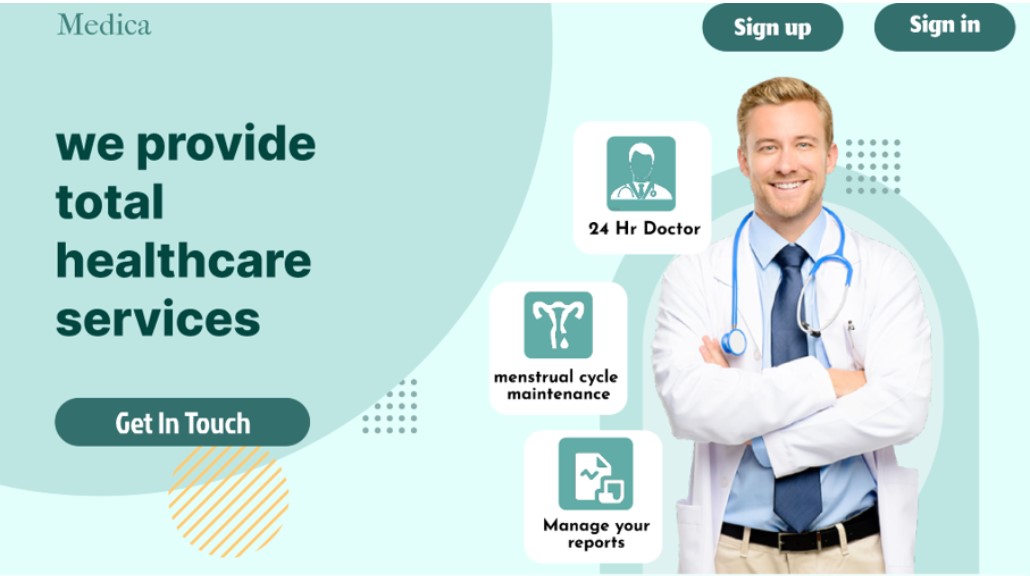 Medica
Sign up
Sign in
we provide
total
healthcare
services
Get In Touch
24 Hr Doctor
menstrual cycle
maintenance
Manage your
reports